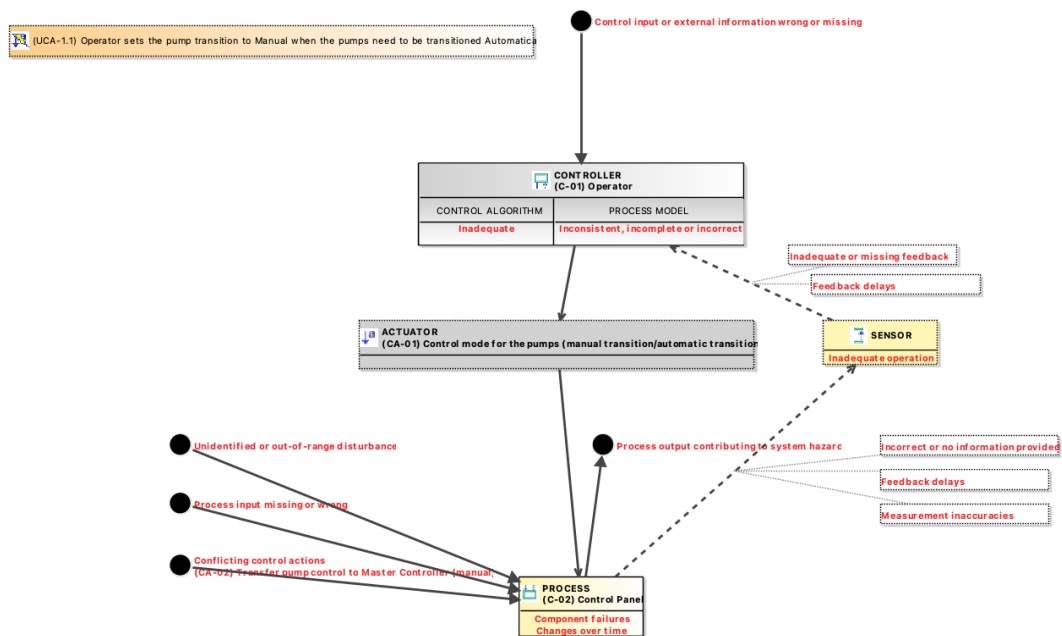 Control input or external information wrong or missing
(UCA-1.1) Operator sets the pump transition to Manual when the pumps need to be transitioned Automatica
CONTROLLER
(C-01) Operator
CONTROL ALGORITHM
PROCESS MODEL
Inadequate
Inconsistent, incomplete or incorrect
Inadequate or missing feedback
Feedback delays
ACTUATOR
(CA-01) Control mode for the pumps (manual transition/automatic transition
SENSOR
Inadequate operation
Unidentified or out-of-range disturbance
Process output contributing to system hazard
Incorrect or no information provided
Feedback delays
Process input missing or wrong
Measurement inaccuracies
Conflicting control actions
(CA-02) Transfer pump control to Master Controller (manual,
PROCESS
(C-02) Control Panel
Component failures
Changes over time